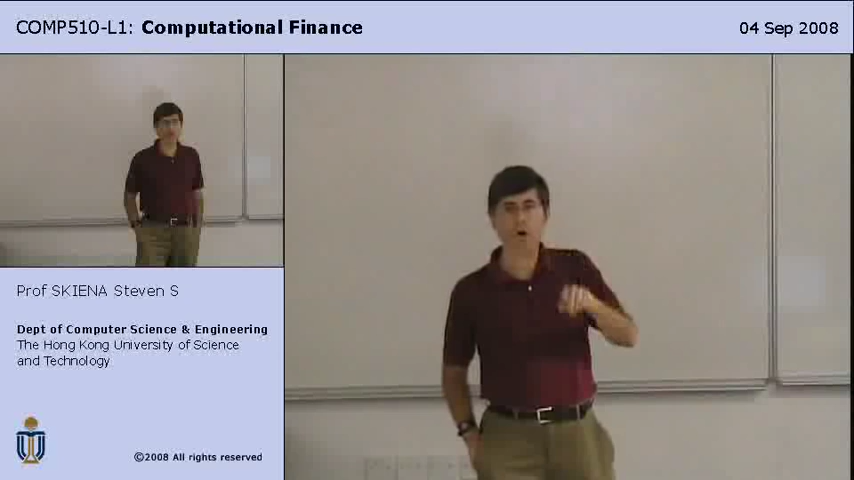 COMP510-L1: Computational Finance
04 Sep 2008
Prof SKIENA Steven S
Dept of Computer Science & Engineering
The Hong Kong University of Science
and Technology
©2008 All rights reserved